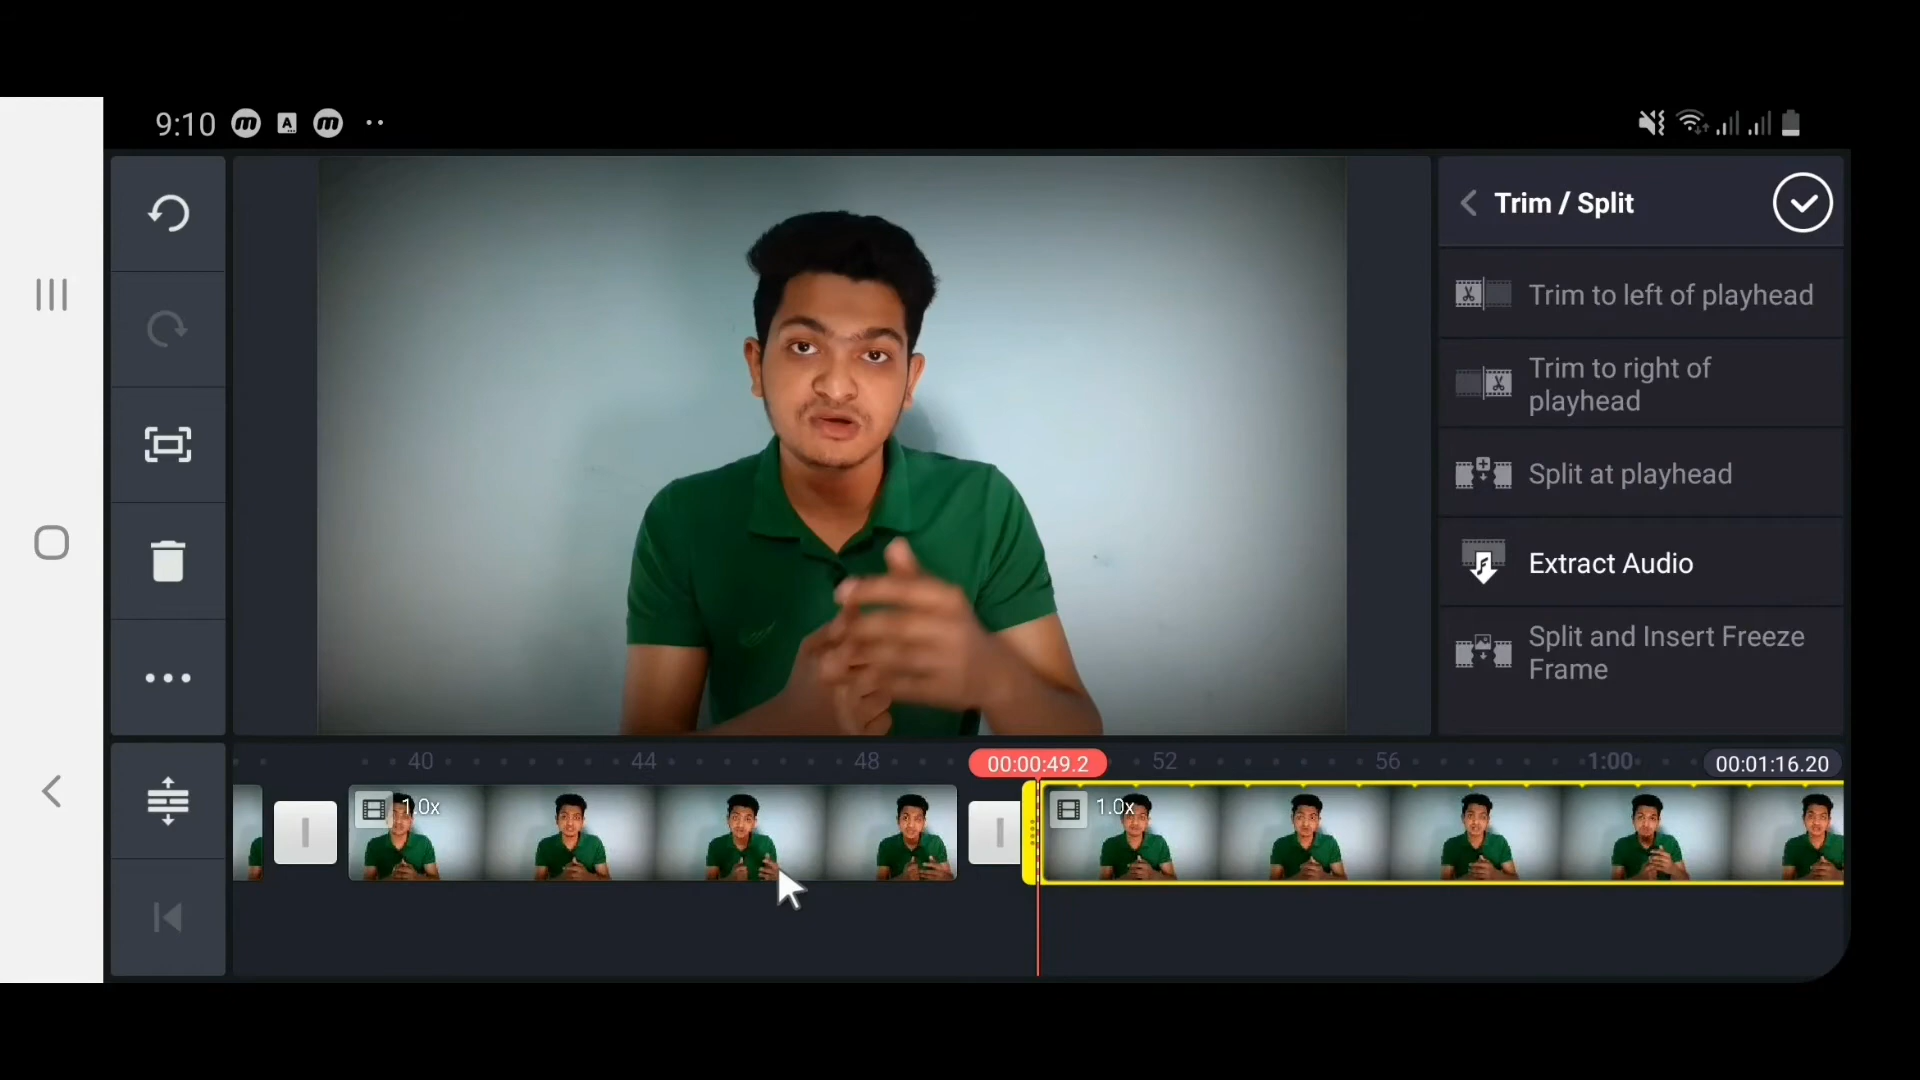 9:10
Trim / Split
Trim to left of playhead
Trim to right of
playhead
Split at playhead
Extract Audio
Split and Insert Freeze
Frame
40
44
48
00:00:49.2
52
56
1:00
00:01:16.20
1.0x
1.0x